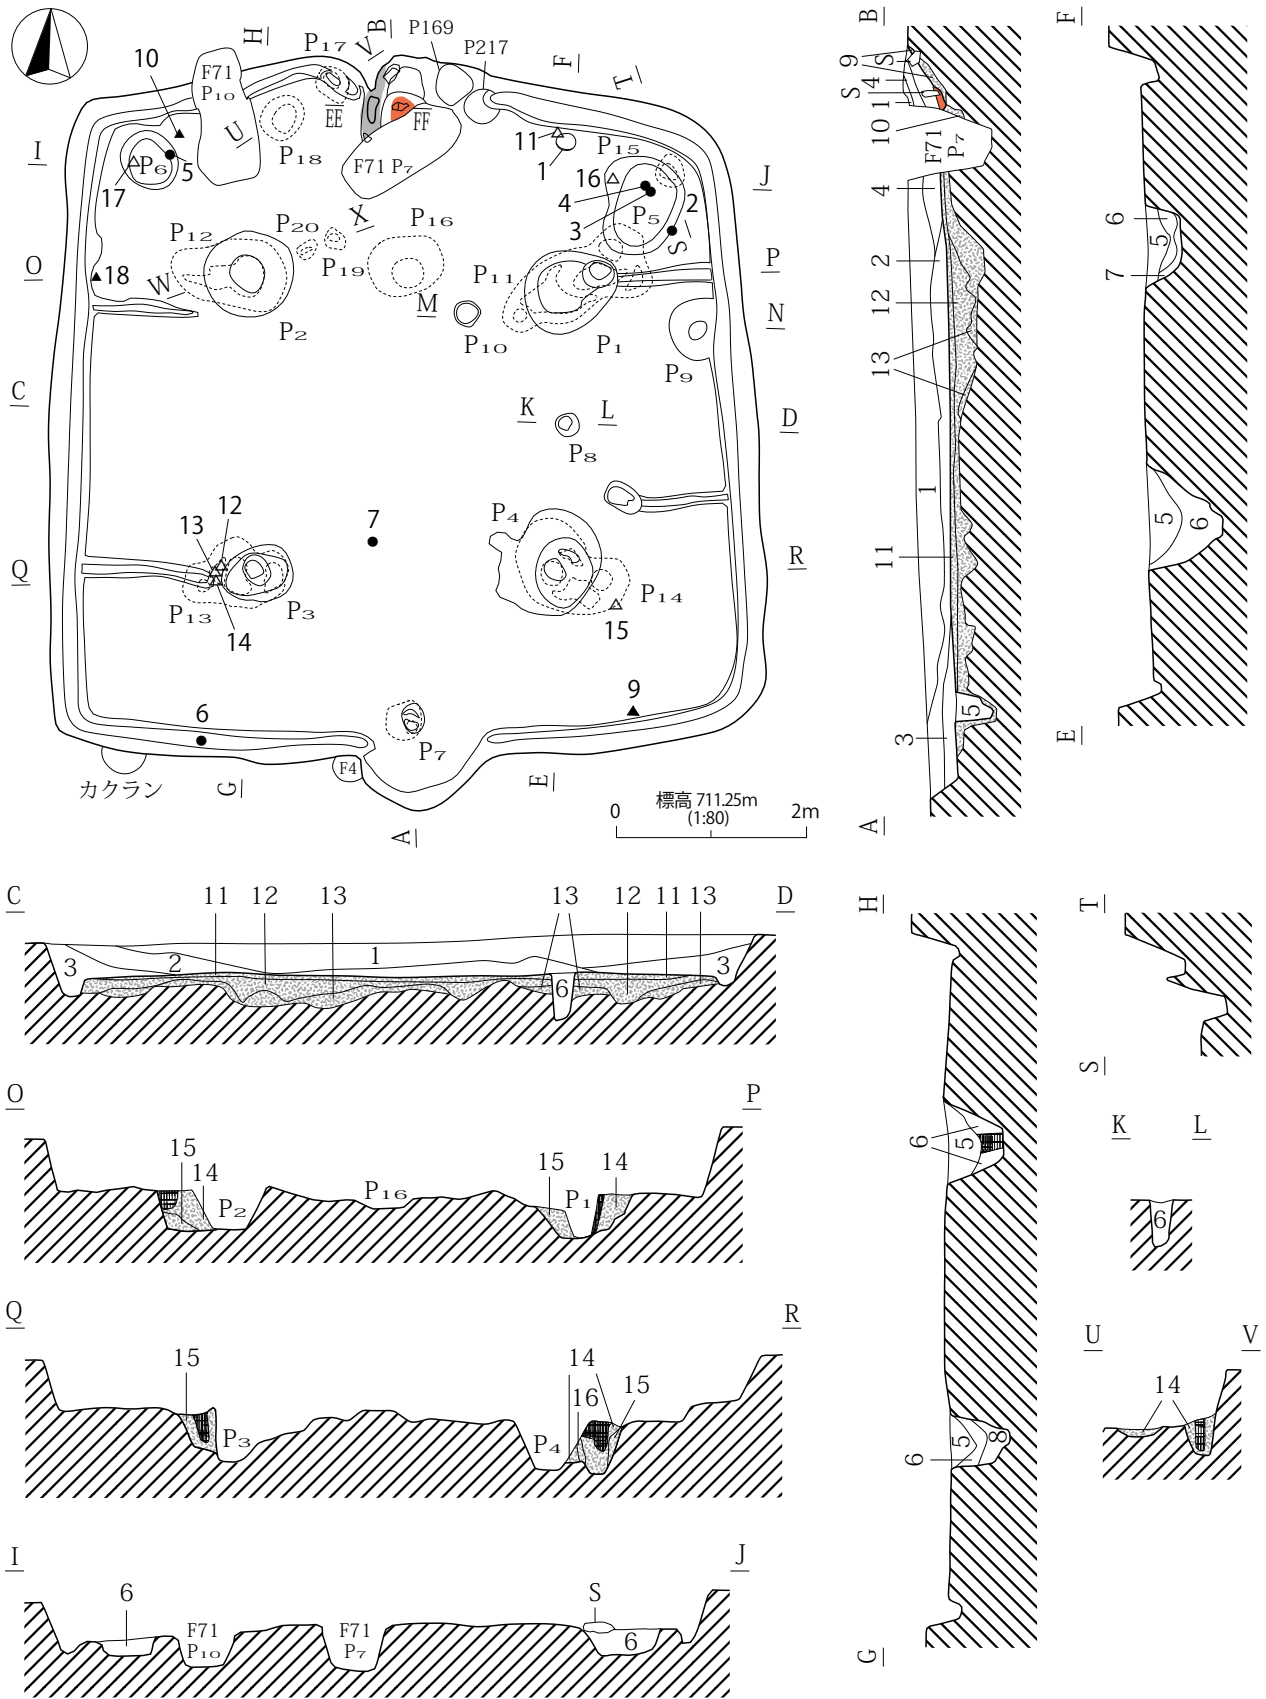 H
P17
V
B
P169
P217
F
T
10
F71
P10
U
EE
FF
I
P6
5
17
P18
F71 P7
11
1
P15
16
J
4
3
P5
2
S
X
P20
P16
P12
P19
O
18
W
P2
M
P11
P10
P1
P
N
P9
C
K
L
D
P8
12
13
7
P4
Q
R
P13
P3
14
P14
15
6
9
P7
カクラン
F4
G
E
A
0
標高 711.25m
(1:80)
2m
B
9
S
4
S
1
10
F71
P7
4
2
12
13
1
11
5
3
A
F
6
5
7
5
6
E
C
11
12
13
13
12
11
13
D
3
2
1
6
3
O
P
15
14
P2
P16
15
P1
14
Q
R
15
P3
14
16
15
P4
I
J
6
F71
P10
F71
P7
S
6
H
6
5
6
5
8
G
T
S
K
L
6
U
V
14